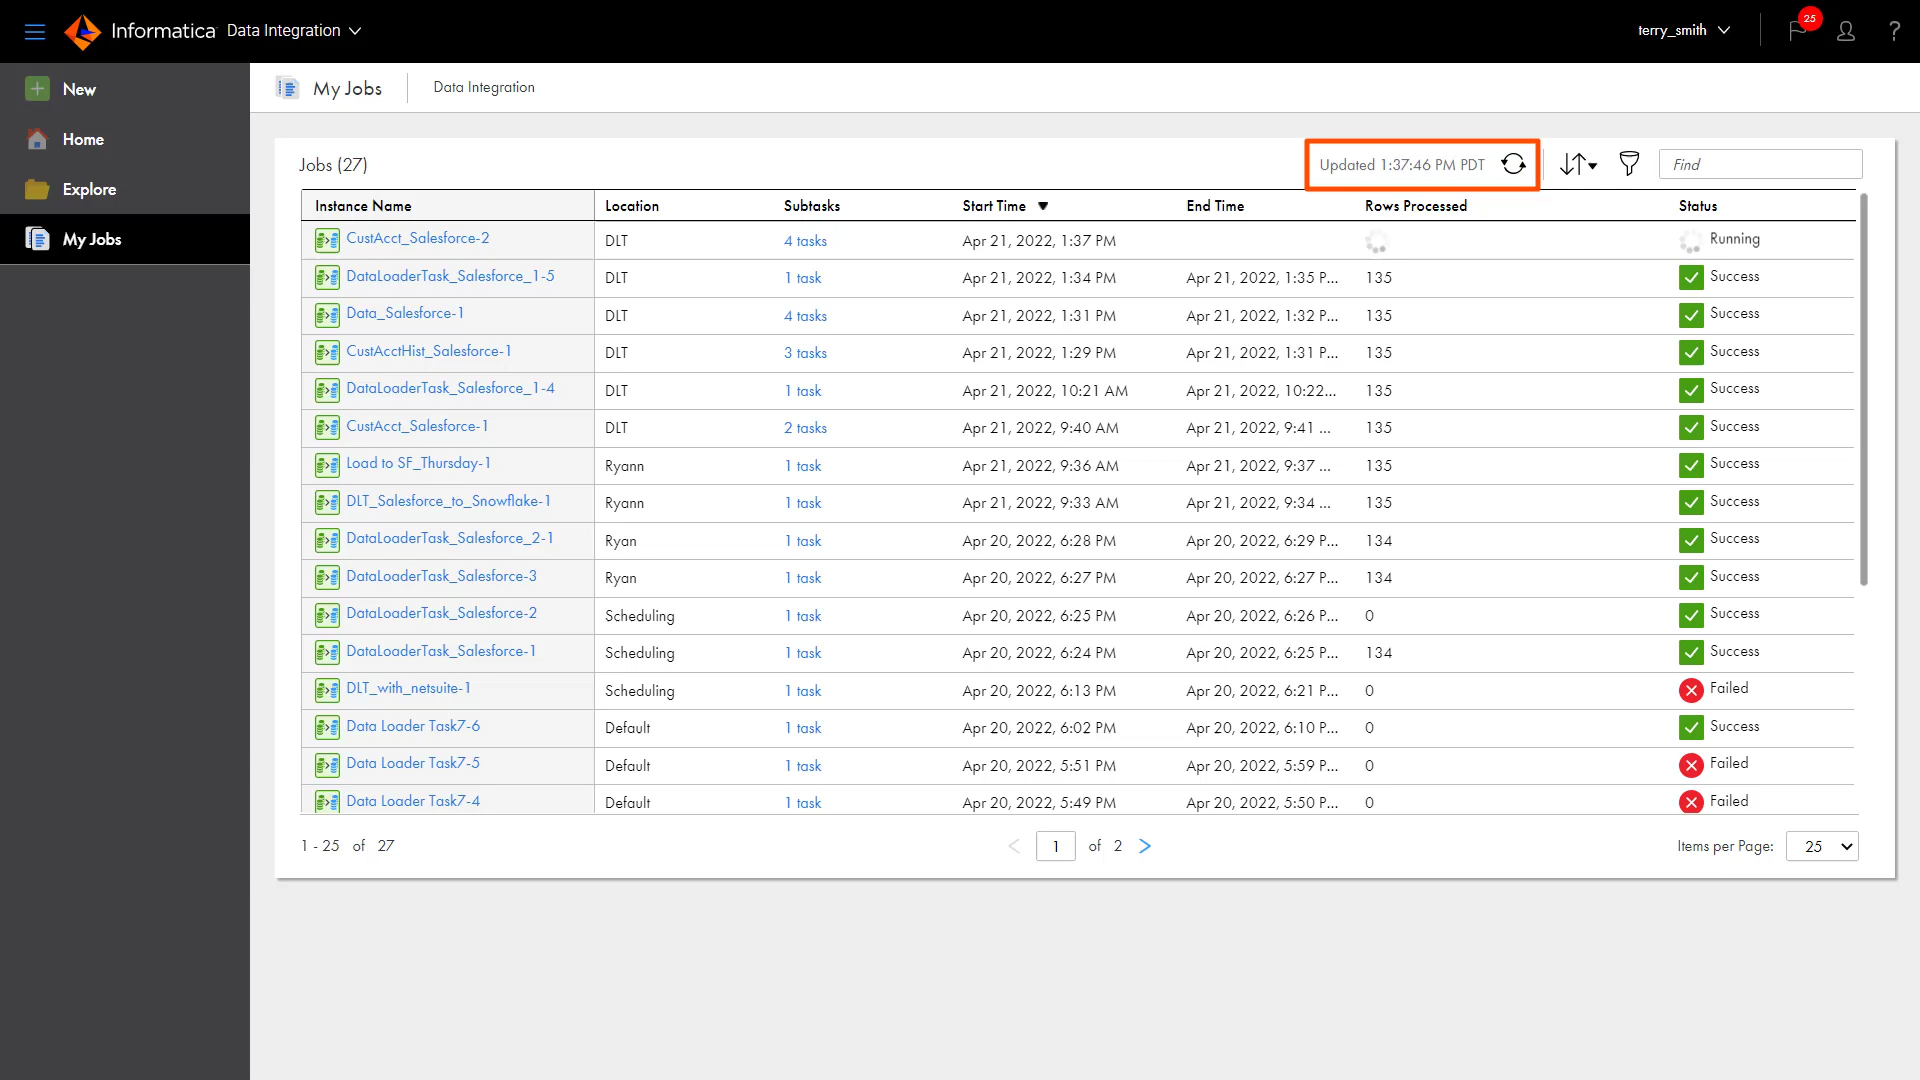 Informatica Data Integration terry_smith 25 ?
New
Home
Explore
My Jobs
My Jobs Data Integration
Jobs (27) Updated 1:37:46 PM PDT Find
Instance Name Location Subtasks Start Time End Time Rows Processed Status
CustAcct_Salesforce-2 DLT 4 tasks Apr 21, 2022, 1:37 PM Running
DataLoaderTask_Salesforce_1-5 DLT 1 task Apr 21, 2022, 1:34 PM Apr 21, 2022, 1:35 P... 135 Success
Data_Salesforce-1 DLT 4 tasks Apr 21, 2022, 1:31 PM Apr 21, 2022, 1:32 P... 135 Success
CustAcctHist_Salesforce-1 DLT 3 tasks Apr 21, 2022, 1:29 PM Apr 21, 2022, 1:31 P... 135 Success
DataLoaderTask_Salesforce_1-4 DLT 1 task Apr 21, 2022, 10:21 AM Apr 21, 2022, 10:22... 135 Success
CustAcct_Salesforce-1 DLT 2 tasks Apr 21, 2022, 9:40 AM Apr 21, 2022, 9:41 ... 135 Success
Load to SF_Thursday-1 Ryann 1 task Apr 21, 2022, 9:36 AM Apr 21, 2022, 9:37 ... 135 Success
DLT_Salesforce_to_Snowflake-1 Ryann 1 task Apr 21, 2022, 9:33 AM Apr 21, 2022, 9:34 ... 135 Success
DataLoaderTask_Salesforce_2-1 Ryan 1 task Apr 20, 2022, 6:28 PM Apr 20, 2022, 6:29 P... 134 Success
DataLoaderTask_Salesforce-3 Ryan 1 task Apr 20, 2022, 6:27 PM Apr 20, 2022, 6:27 P... 134 Success
DataLoaderTask_Salesforce-2 Scheduling 1 task Apr 20, 2022, 6:25 PM Apr 20, 2022, 6:26 P... 0 Success
DataLoaderTask_Salesforce-1 Scheduling 1 task Apr 20, 2022, 6:24 PM Apr 20, 2022, 6:25 P... 134 Success
DLT_with_netsuite-1 Scheduling 1 task Apr 20, 2022, 6:13 PM Apr 20, 2022, 6:21 P... 0 Failed
Data Loader Task7-6 Default 1 task Apr 20, 2022, 6:02 PM Apr 20, 2022, 6:10 P... 0 Success
Data Loader Task7-5 Default 1 task Apr 20, 2022, 5:51 PM Apr 20, 2022, 5:59 P... 0 Failed
Data Loader Task7-4 Default 1 task Apr 20, 2022, 5:49 PM Apr 20, 2022, 5:50 P... 0 Failed
1 - 25 of 27 1 of 2 Items per Page: 25